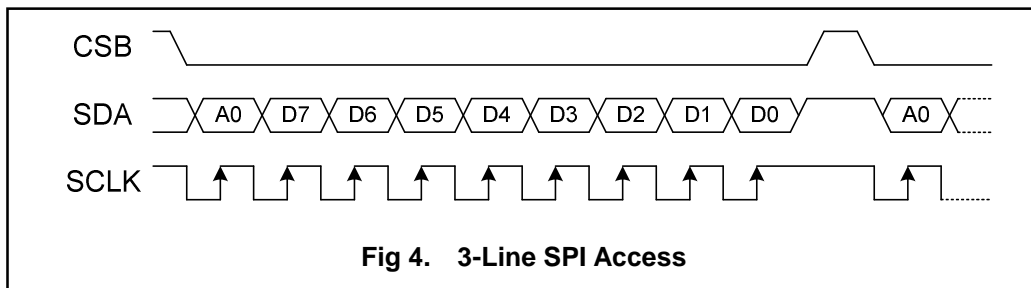 CSB
SDA A0 D7 D6 D5 D4 D3 D2 D1 D0 A0
SCLK
Fig 4. 3-Line SPI Access